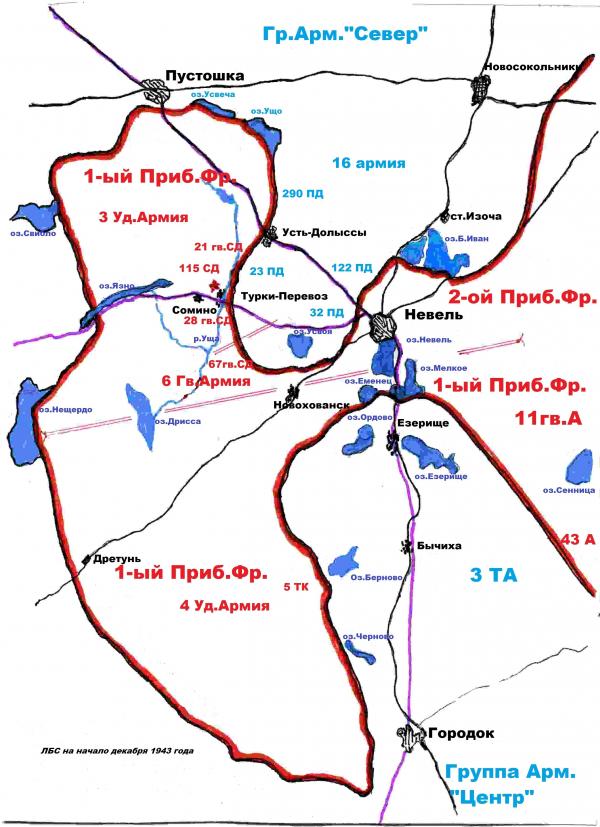 Гр.Арм."Север"
Пустошка
Новосокольники
оз.Усвеча
оз.Ущо
16 армия
1-ый Приб.Фр.
290 ПД
3 Уд.Армия
ст.Изоча
оз.Свибло
Усть-Долыссы
21 гв.СД
оз.Б.Иван
115 СД
23 ПД
122 ПД
оз.Язно
Турки-Перевоз
2-ой Приб.Фр.
Сомино
28 гв.СД
32 ПД
Невель
р.Уща
оз.Усвоя
оз.Невель
67гв.СД
6 Гв.Армия
оз.Мелкое
оз.Еменец
1-ый Приб.Фр.
оз.Нещердо
Новохованск
оз.Дрисса
оз.Ордово
Езерище
11гв.А
оз.Езерище
оз.Сенница
43 А
Бычиха
Дретунь
1-ый Приб.Фр.
5 ТК
Оз.Берново
3 ТА
4 Уд.Армия
оз.Черново
Городок
ЛБС на начало декабря 1943 года
Группа Арм.
"Центр"